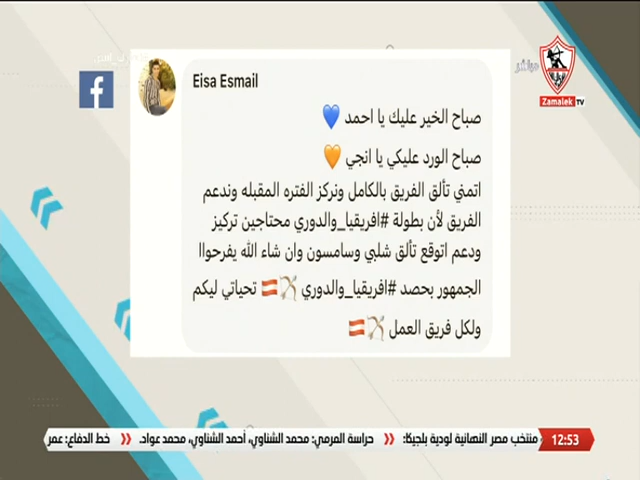 مباشر
Zamalek TV
Eisa Esmail
صباح الخير عليك يا احمد 💙
صباح الورد عليكي يا انجي 🧡
اتمني تألق الفريق بالكامل ونركز الفتره المقبله وندعم
الفريق لأن بطولة #افريقيا_والدوري محتاجين تركيز
ودعم اتوقع تألق شلبي وسامسون وان شاء الله يفرحواا
الجمهور بحصد #افريقيا_والدوري 🏹🇦🇹 تحياتي ليكم
ولكل فريق العمل 🏹🇦🇹
12:53
منتخب مصر النهائية لودية بلجيكا: » حراسة المرمي: محمد الشناوي، أحمد الشناوي، محمد عواد. » خط الدفاع: عمر